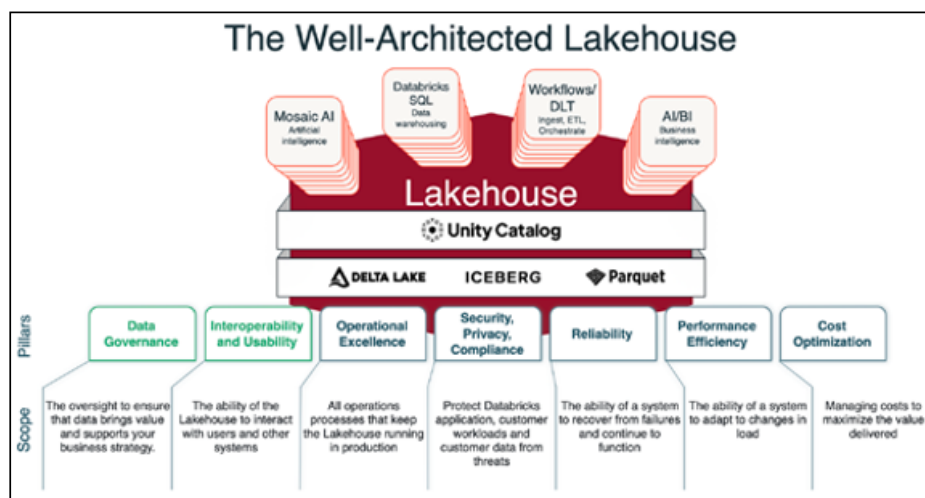 The Well-Architected Lakehouse
Mosaic AI
Artificial
intelligence
Databricks
SQL
Data
warehousing
Workflows/
DLT
Ingest, ETL,
Orchestrate
AI/BI
Business
intelligence
Lakehouse
Unity Catalog
DELTA LAKE
ICEBERG
Parquet
Pillars
Data
Governance
Interoperability
and Usability
Operational
Excellence
Security,
Privacy,
Compliance
Reliability
Performance
Efficiency
Cost
Optimization
Scope
The oversight to ensure
that data brings value
and supports your
business strategy.
The ability of the
Lakehouse to interact
with users and other
systems
All operations
processes that keep
the Lakehouse running
in production
Protect Databricks
application, customer
workloads and
customer data from
threats
The ability of a system
to recover from failures
and continue to
function
The ability of a system
to adapt to changes in
load
Managing costs to
maximize the value
delivered